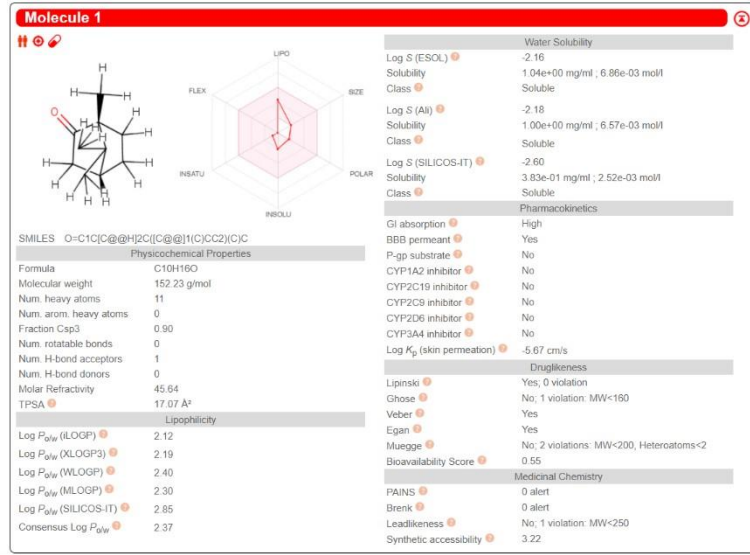 Molecule 1
H
H
H
O
H
H
H
H
H
H
H
H
H
H
H
LIPO
FLEX
SIZE
INSATU
POLAR
INSOLU
SMILES O=C1C[C@@H]2C([C@@]1(C)CC2)(C)C
Physicochemical Properties
Formula C10H16O
Molecular weight 152.23 g/mol
Num. heavy atoms 11
Num. arom. heavy atoms 0
Fraction Csp3 0.90
Num. rotatable bonds 0
Num. H-bond acceptors 1
Num. H-bond donors 0
Molar Refractivity 45.64
TPSA ? 17.07 Å²
Lipophilicity
Log Po/w (iLOGP) ? 2.12
Log Po/w (XLOGP3) ? 2.19
Log Po/w (WLOGP) ? 2.40
Log Po/w (MLOGP) ? 2.30
Log Po/w (SILICOS-IT) ? 2.85
Consensus Log Po/w ? 2.37
Water Solubility
Log S (ESOL) ? -2.16
Solubility 1.04e+00 mg/ml ; 6.86e-03 mol/l
Class ? Soluble
Log S (Ali) ? -2.18
Solubility 1.00e+00 mg/ml ; 6.57e-03 mol/l
Class ? Soluble
Log S (SILICOS-IT) ? -2.60
Solubility 3.83e-01 mg/ml ; 2.52e-03 mol/l
Class ? Soluble
Pharmacokinetics
GI absorption ? High
BBB permeant ? Yes
P-gp substrate ? No
CYP1A2 inhibitor ? No
CYP2C19 inhibitor ? No
CYP2C9 inhibitor ? No
CYP2D6 inhibitor ? No
CYP3A4 inhibitor ? No
Log Kp (skin permeation) ? -5.67 cm/s
Druglikeness
Lipinski ? Yes; 0 violation
Ghose ? No; 1 violation: MW<160
Veber ? Yes
Egan ? Yes
Muegge ? No; 2 violations: MW<200, Heteroatoms<2
Bioavailability Score ? 0.55
Medicinal Chemistry
PAINS ? 0 alert
Brenk ? 0 alert
Leadlikeness ? No; 1 violation: MW<250
Synthetic accessibility ? 3.22